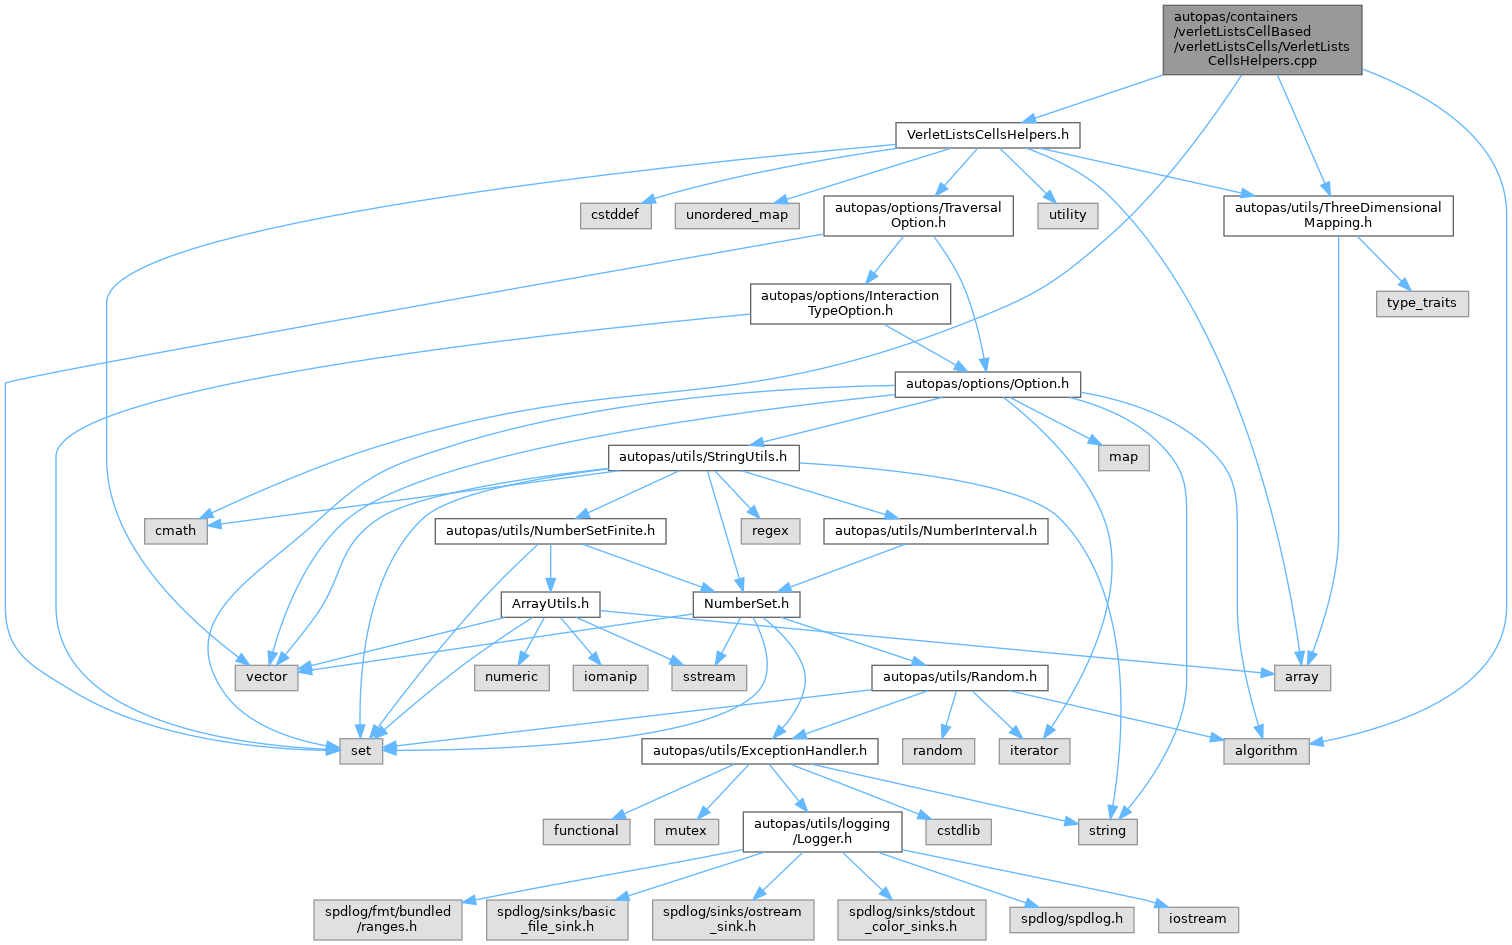 autopas/containers
/verletListsCellBased
/verletListsCells/VerletLists
CellsHelpers.cpp
VerletListsCellsHelpers.h
cstddef
unordered_map
autopas/options/Traversal
Option.h
utility
autopas/utils/ThreeDimensional
Mapping.h
autopas/options/Interaction
TypeOption.h
type_traits
autopas/options/Option.h
autopas/utils/StringUtils.h
map
cmath
autopas/utils/NumberSetFinite.h
regex
autopas/utils/NumberInterval.h
ArrayUtils.h
NumberSet.h
vector
numeric
iomanip
sstream
autopas/utils/Random.h
array
set
autopas/utils/ExceptionHandler.h
random
iterator
algorithm
functional
mutex
autopas/utils/logging
/Logger.h
cstdlib
string
spdlog/fmt/bundled
/ranges.h
spdlog/sinks/basic
_file_sink.h
spdlog/sinks/ostream
_sink.h
spdlog/sinks/stdout
_color_sinks.h
spdlog/spdlog.h
iostream